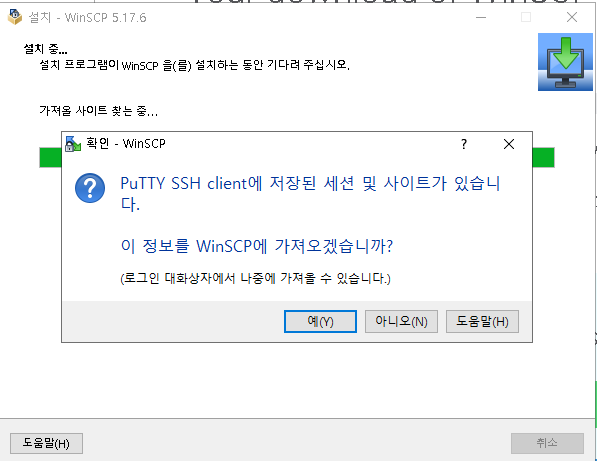 설치 - WinSCP 5.17.6
설치 중...
설치 프로그램이 WinSCP 을(를) 설치하는 동안 기다려 주십시오.
가져올 사이트 찾는 중...
확인 - WinSCP
?
PuTTY SSH client에 저장된 세션 및 사이트가 있습니
다.
이 정보를 WinSCP에 가져오겠습니까?
(로그인 대화상자에서 나중에 가져올 수 있습니다.)
예(Y) 아니오(N) 도움말(H)
도움말(H) 취소